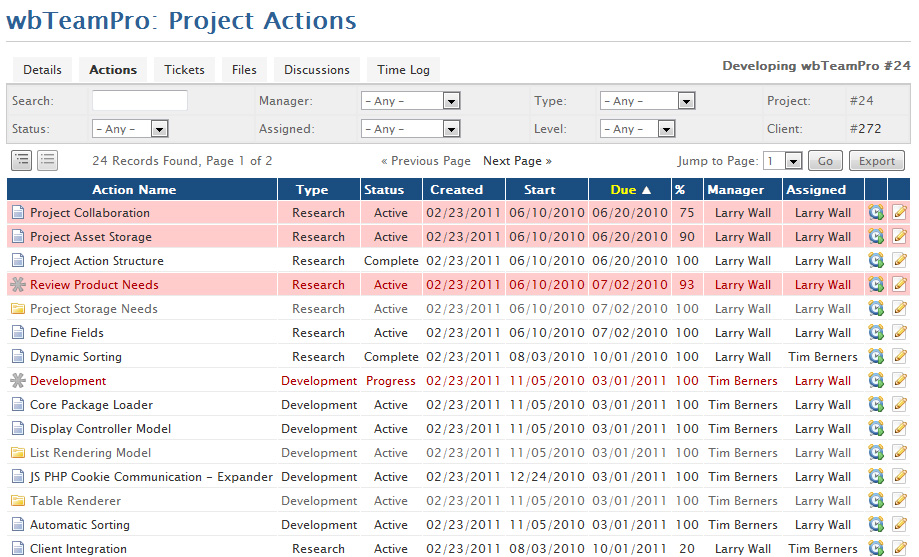 wbTeamPro: Project Actions
Details Actions Tickets Files Discussions Time Log Developing wbTeamPro #24
Search: Manager: - Any - Type: - Any - Project: #24
Status: - Any - Assigned: - Any - Level: - Any - Client: #272
24 Records Found, Page 1 of 2 « Previous Page Next Page » Jump to Page: 1 Go Export
Action Name Type Status Created Start Due ▲ % Manager Assigned
Project Collaboration Research Active 02/23/2011 06/10/2010 06/20/2010 75 Larry Wall Larry Wall
Project Asset Storage Research Active 02/23/2011 06/10/2010 06/20/2010 90 Larry Wall Larry Wall
Project Action Structure Research Complete 02/23/2011 06/10/2010 06/20/2010 100 Larry Wall Larry Wall
Review Product Needs Research Active 02/23/2011 06/10/2010 07/02/2010 93 Larry Wall Larry Wall
Project Storage Needs Research Active 02/23/2011 06/10/2010 07/02/2010 100 Larry Wall Larry Wall
Define Fields Research Active 02/23/2011 06/10/2010 07/02/2010 100 Larry Wall Larry Wall
Dynamic Sorting Research Complete 02/23/2011 08/03/2010 10/01/2010 100 Larry Wall Tim Berners
Development Development Progress 02/23/2011 11/05/2010 03/01/2011 100 Tim Berners Larry Wall
Core Package Loader Development Active 02/23/2011 11/05/2010 03/01/2011 100 Tim Berners Larry Wall
Display Controller Model Development Active 02/23/2011 11/05/2010 03/01/2011 100 Tim Berners Larry Wall
List Rendering Model Development Active 02/23/2011 11/05/2010 03/01/2011 100 Tim Berners Larry Wall
JS PHP Cookie Communication - Expander Development Active 02/23/2011 12/24/2010 03/01/2011 100 Tim Berners Larry Wall
Table Renderer Development Active 02/23/2011 11/05/2010 03/01/2011 100 Tim Berners Larry Wall
Automatic Sorting Development Active 02/23/2011 11/05/2010 03/01/2011 100 Tim Berners Larry Wall
Client Integration Research Active 02/23/2011 08/03/2010 10/01/2011 20 Larry Wall Tim Berners